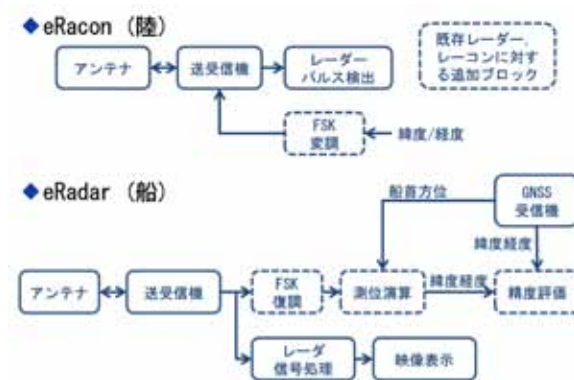 ◆eRacon（陸）
アンテナ
送受信機
レーダー
パルス検出
既存レーダー，
レーコンに対す
る追加ブロック
FSK
変調
緯度/経度
◆eRadar（船）
船首方位
GNSS
受信機
緯度経度
アンテナ
送受信機
FSK
復調
測位演算
緯度経度
精度評価
レーダ
信号処理
映像表示